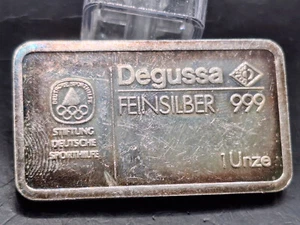 Degussa
FEINSILBER 999
STIFTUNG
DEUTSCHE
SPORTHILFE
1 Unze